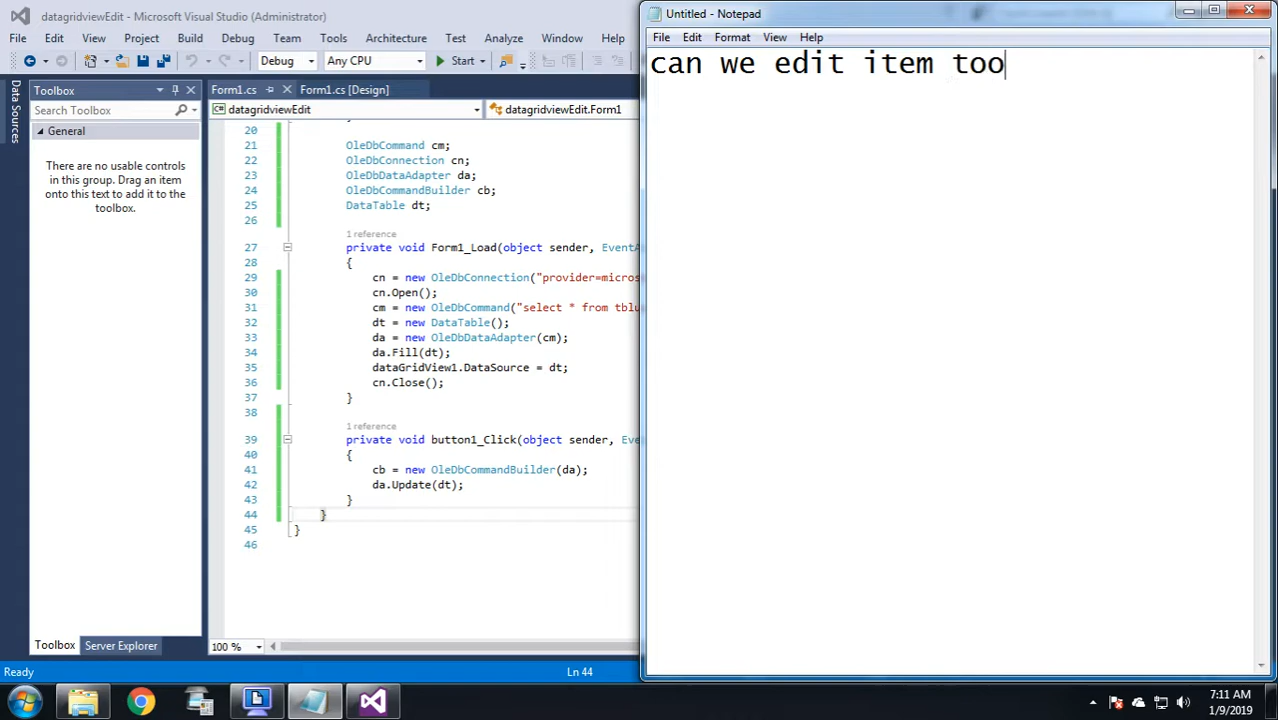 datagridviewEdit - Microsoft Visual Studio (Administrator)
File Edit View Project Build Debug Team Tools Architecture Test Analyze Window Help
Debug Any CPU Start
Data Sources
Toolbox
Search Toolbox
General
There are no usable controls
in this group. Drag an item
onto this text to add it to the
toolbox.
Toolbox Server Explorer
Form1.cs Form1.cs [Design]
datagridviewEdit datagridviewEdit.Form1
20
21 OleDbCommand cm;
22 OleDbConnection cn;
23 OleDbDataAdapter da;
24 OleDbCommandBuilder cb;
25 DataTable dt;
26
1 reference
27 private void Form1_Load(object sender, EventA
28 {
29 cn = new OleDbConnection("provider=micros
30 cn.Open();
31 cm = new OleDbCommand("select * from tblu
32 dt = new DataTable();
33 da = new OleDbDataAdapter(cm);
34 da.Fill(dt);
35 dataGridView1.DataSource = dt;
36 cn.Close();
37 }
38
1 reference
39 private void button1_Click(object sender, Eve
40 {
41 cb = new OleDbCommandBuilder(da);
42 da.Update(dt);
43 }
44 }
45 }
46
100 %
Ready Ln 44
Untitled - Notepad
File Edit Format View Help
can we edit item too
7:11 AM
1/9/2019